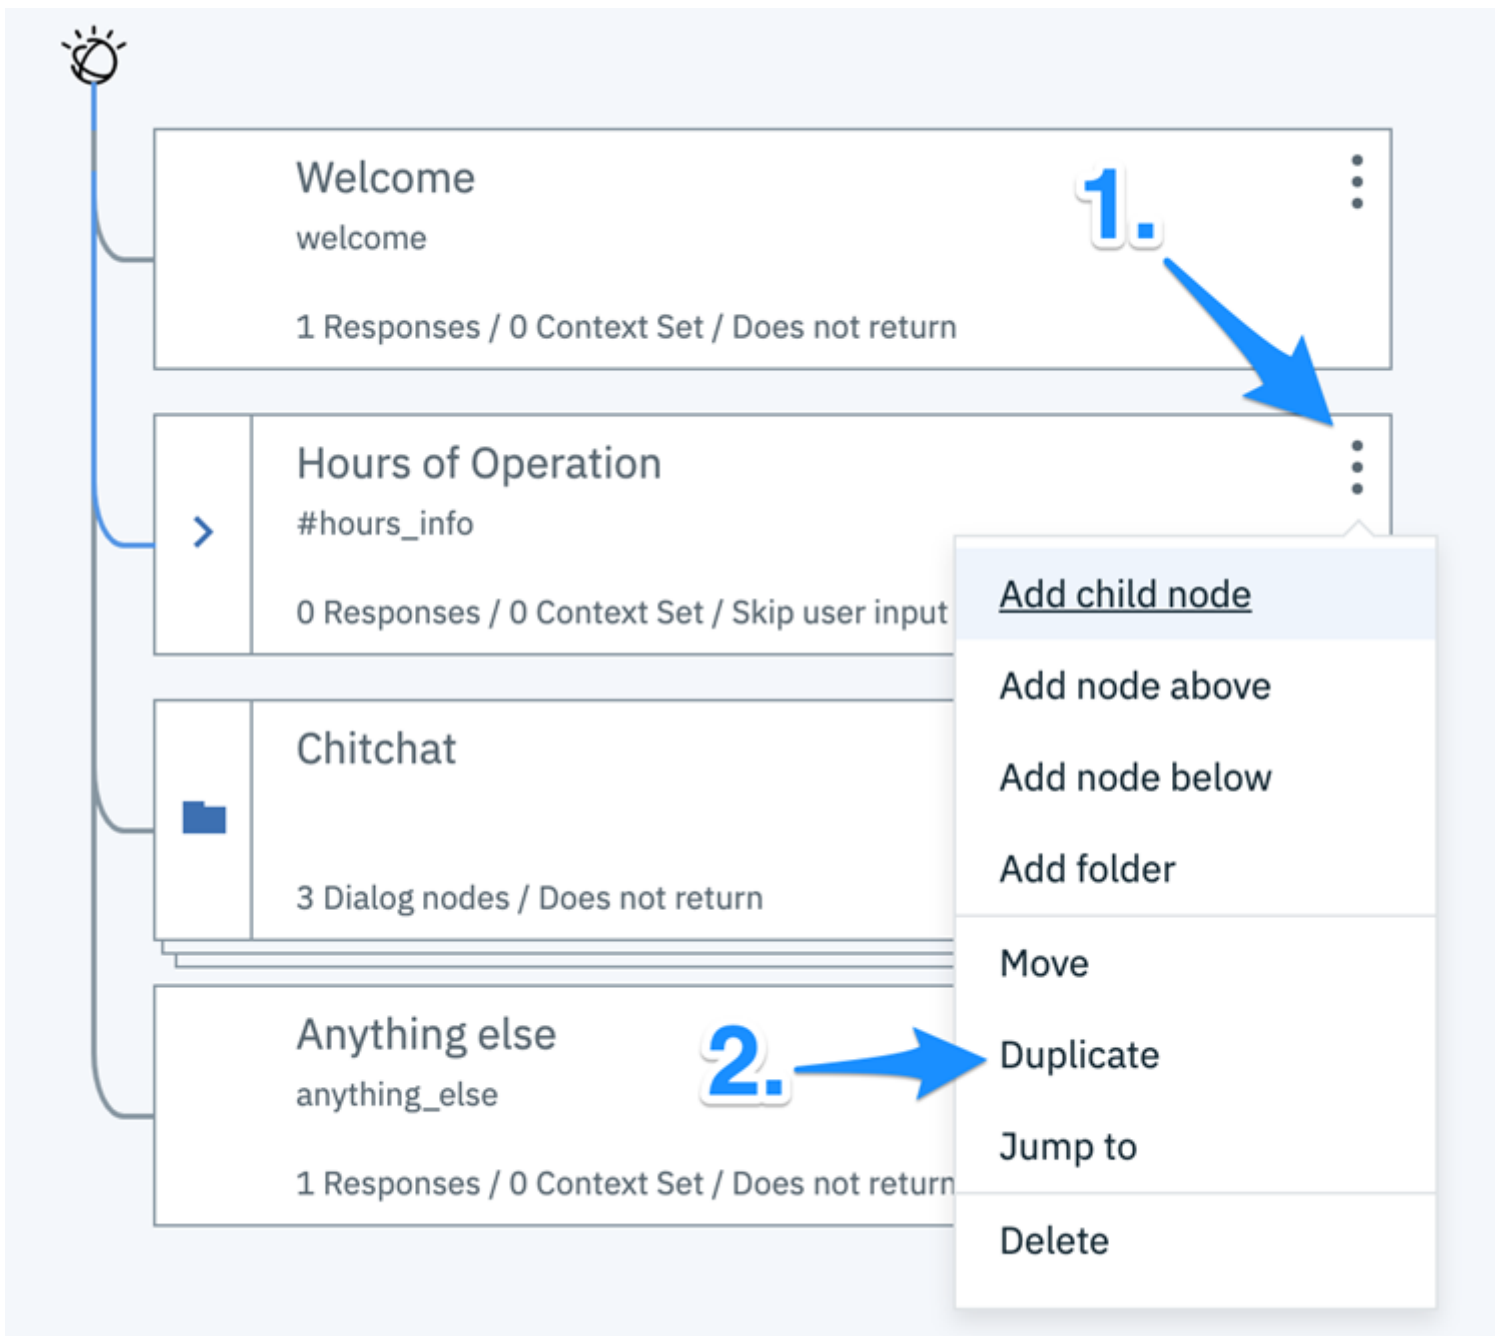 Welcome
welcome
1 Responses / 0 Context Set / Does not return
1.
Hours of Operation
#hours_info
0 Responses / 0 Context Set / Skip user input
Chitchat
3 Dialog nodes / Does not return
Anything else
anything_else
1 Responses / 0 Context Set / Does not return
2.
Add child node
Add node above
Add node below
Add folder
Move
Duplicate
Jump to
Delete